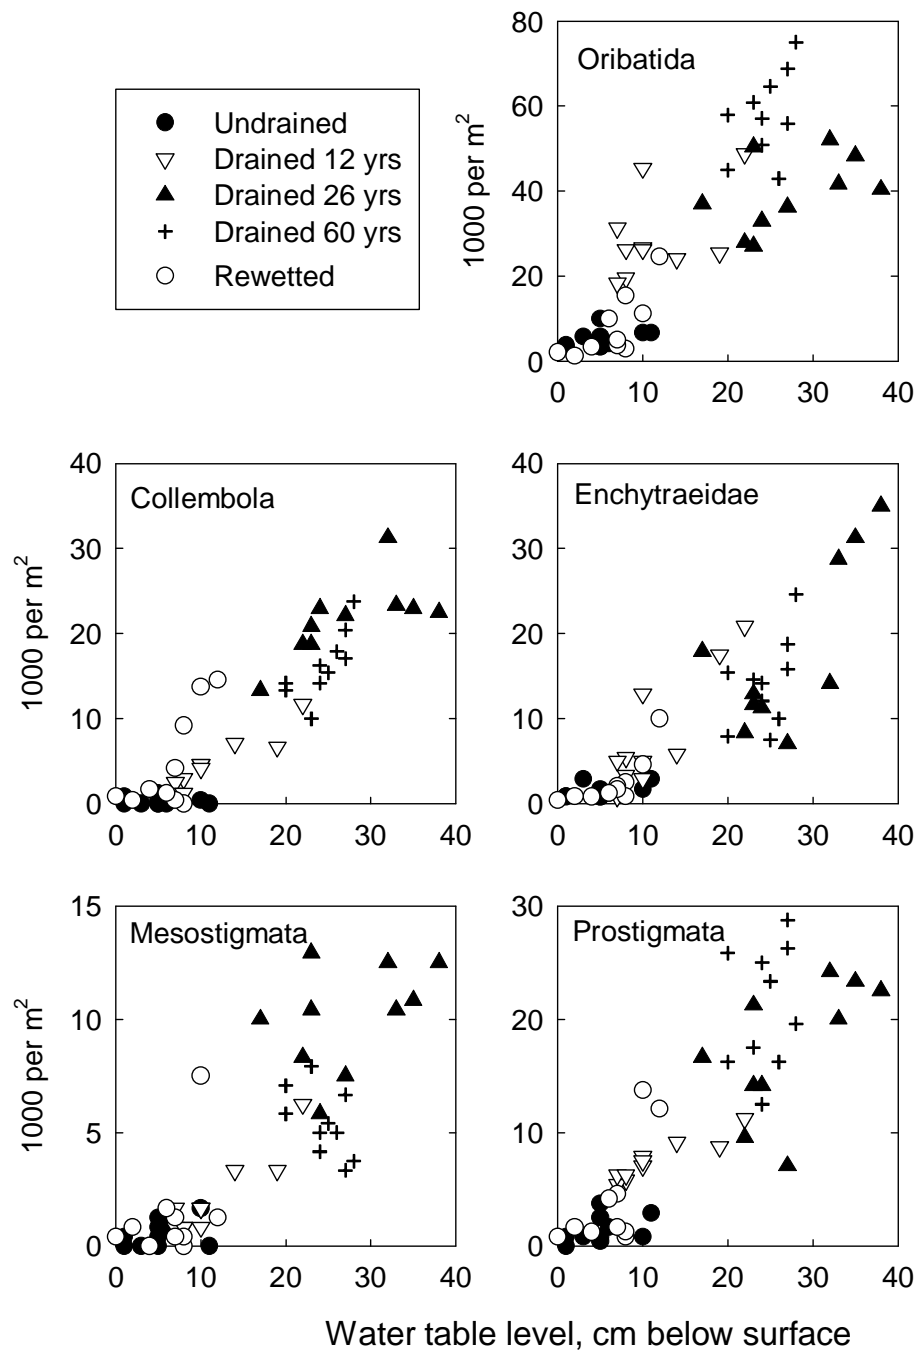 Undrained
Drained 12 yrs
Drained 26 yrs
Drained 60 yrs
Rewetted
Oribatida
1000 per m²
80
60
40
20
0
0 10 20 30 40
Collembola
1000 per m²
40
30
20
10
0
0 10 20 30 40
Enchytraeidae
40
30
20
10
0
0 10 20 30 40
Mesostigmata
1000 per m²
15
10
5
0
0 10 20 30 40
Prostigmata
30
20
10
0
0 10 20 30 40
Water table level, cm below surface